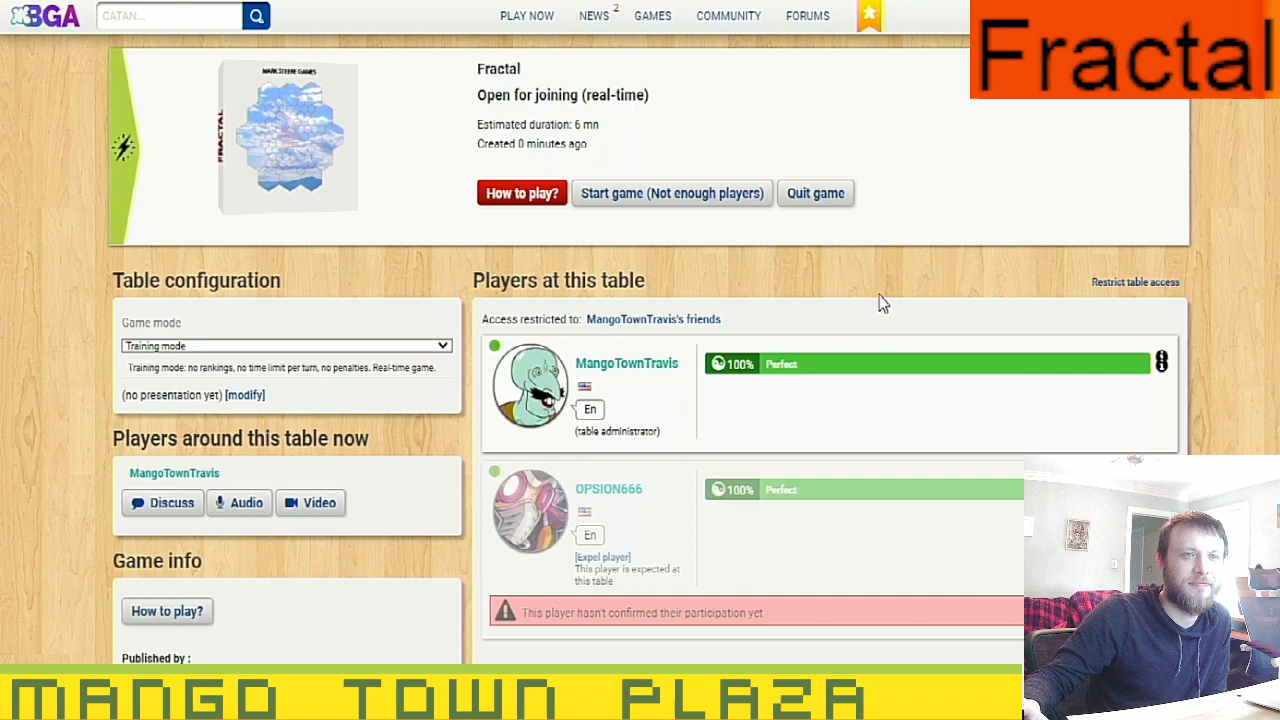 BGA
CATAN...
PLAY NOW
NEWS 2
GAMES
COMMUNITY
FORUMS
Fractal
MARK STEERE GAMES
FRACTAL
Fractal
Open for joining (real-time)
Estimated duration: 6 mn
Created 0 minutes ago
How to play?
Start game (Not enough players)
Quit game
Table configuration
Game mode
Training mode
Training mode: no rankings, no time limit per turn, no penalties. Real-time game.
(no presentation yet) [modify]
Players around this table now
MangoTownTravis
Discuss
Audio
Video
Game info
How to play?
Published by :
Players at this table
Restrict table access
Access restricted to: MangoTownTravis's friends
MangoTownTravis
En
(table administrator)
100% Perfect
OPSION666
En
[Expel player]
This player is expected at
this table
100% Perfect
This player hasn't confirmed their participation yet
MANGO TOWN PLAZA